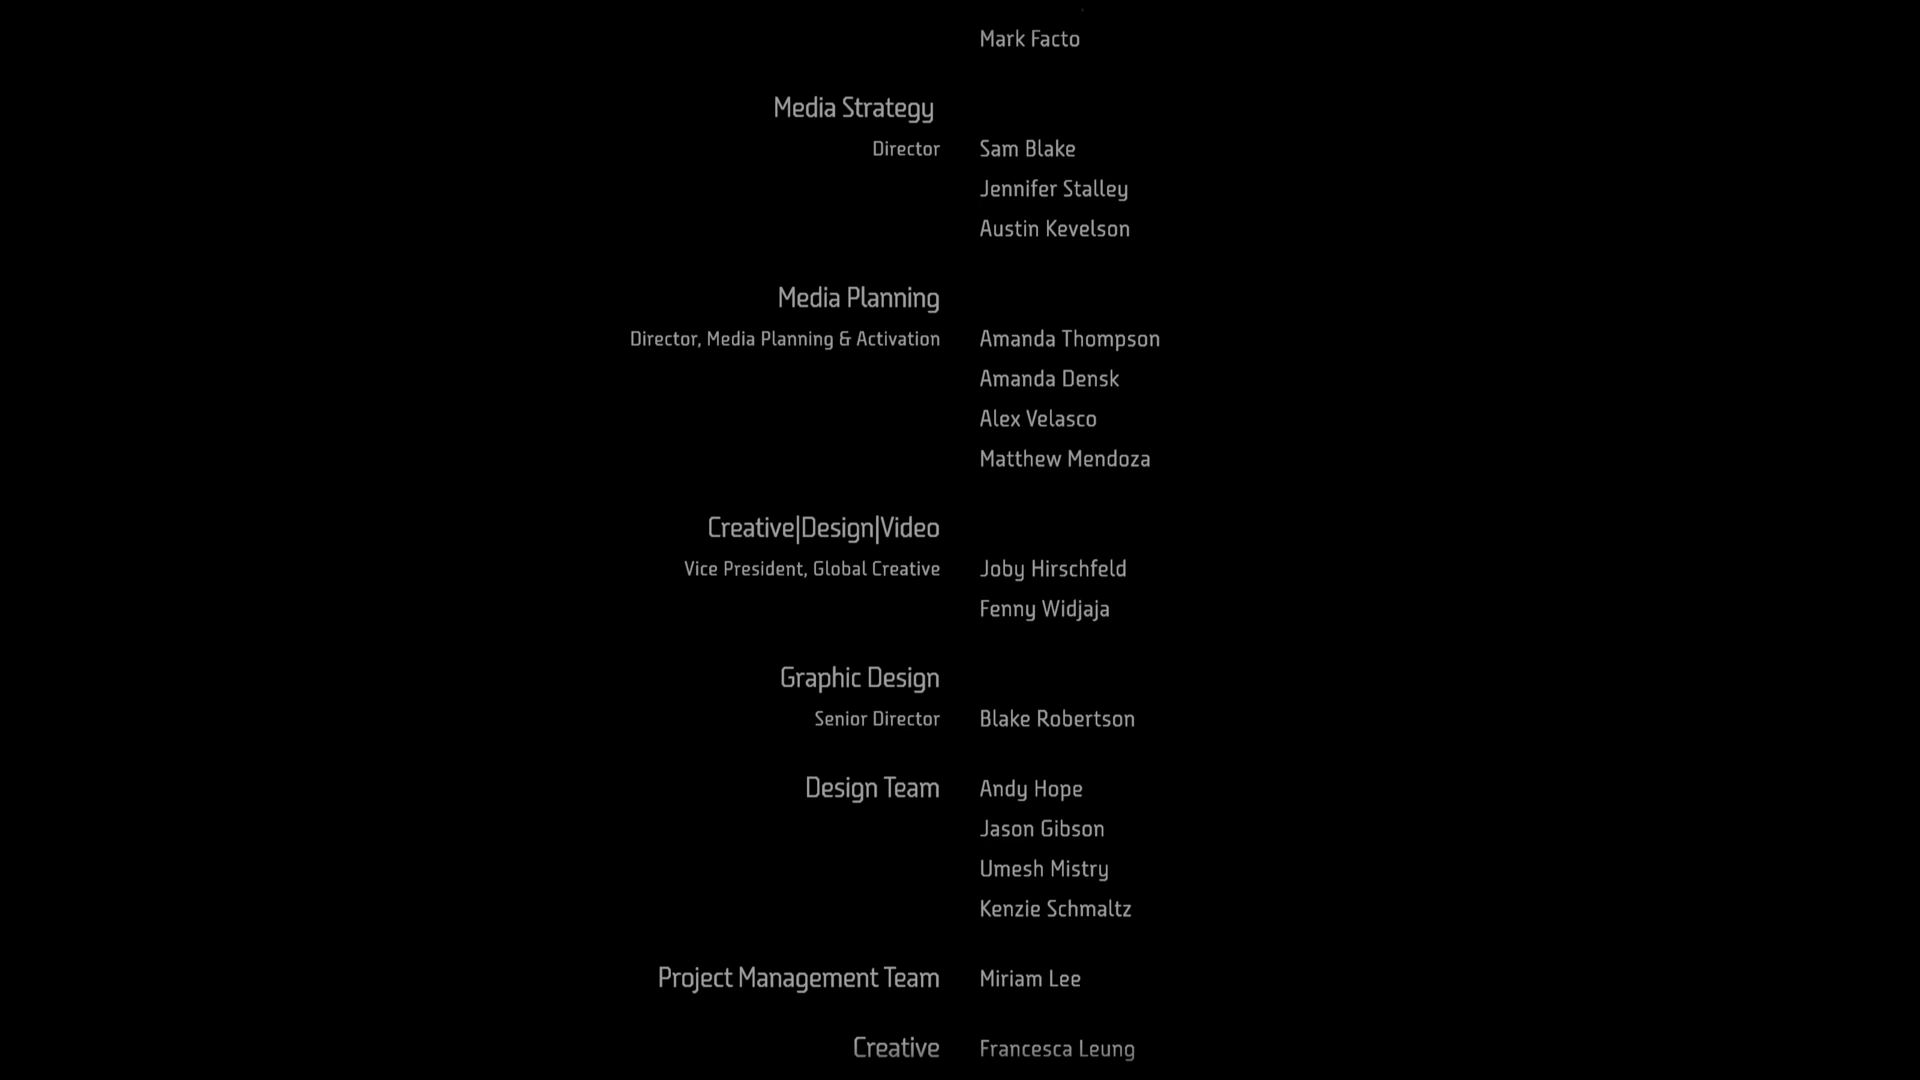 Mark Facto
Media Strategy
Director Sam Blake
Jennifer Stalley
Austin Kevelson
Media Planning
Director, Media Planning & Activation Amanda Thompson
Amanda Densk
Alex Velasco
Matthew Mendoza
Creative|Design|Video
Vice President, Global Creative Joby Hirschfeld
Fenny Widjaja
Graphic Design
Senior Director Blake Robertson
Design Team Andy Hope
Jason Gibson
Umesh Mistry
Kenzie Schmaltz
Project Management Team Miriam Lee
Creative Francesca Leung